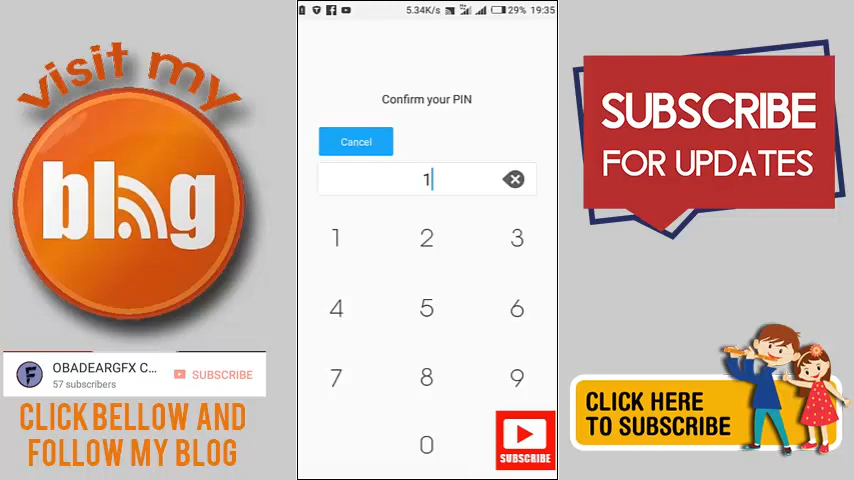 visit my
blog
OBADEARGFX C...
57 subscribers
SUBSCRIBE
CLICK BELLOW AND
FOLLOW MY BLOG
5.34K/s
29%
19:35
Confirm your PIN
Cancel
1
1 2 3
4 5 6
7 8 9
0
SUBSCRIBE
SUBSCRIBE
FOR UPDATES
CLICK HERE
TO SUBSCRIBE